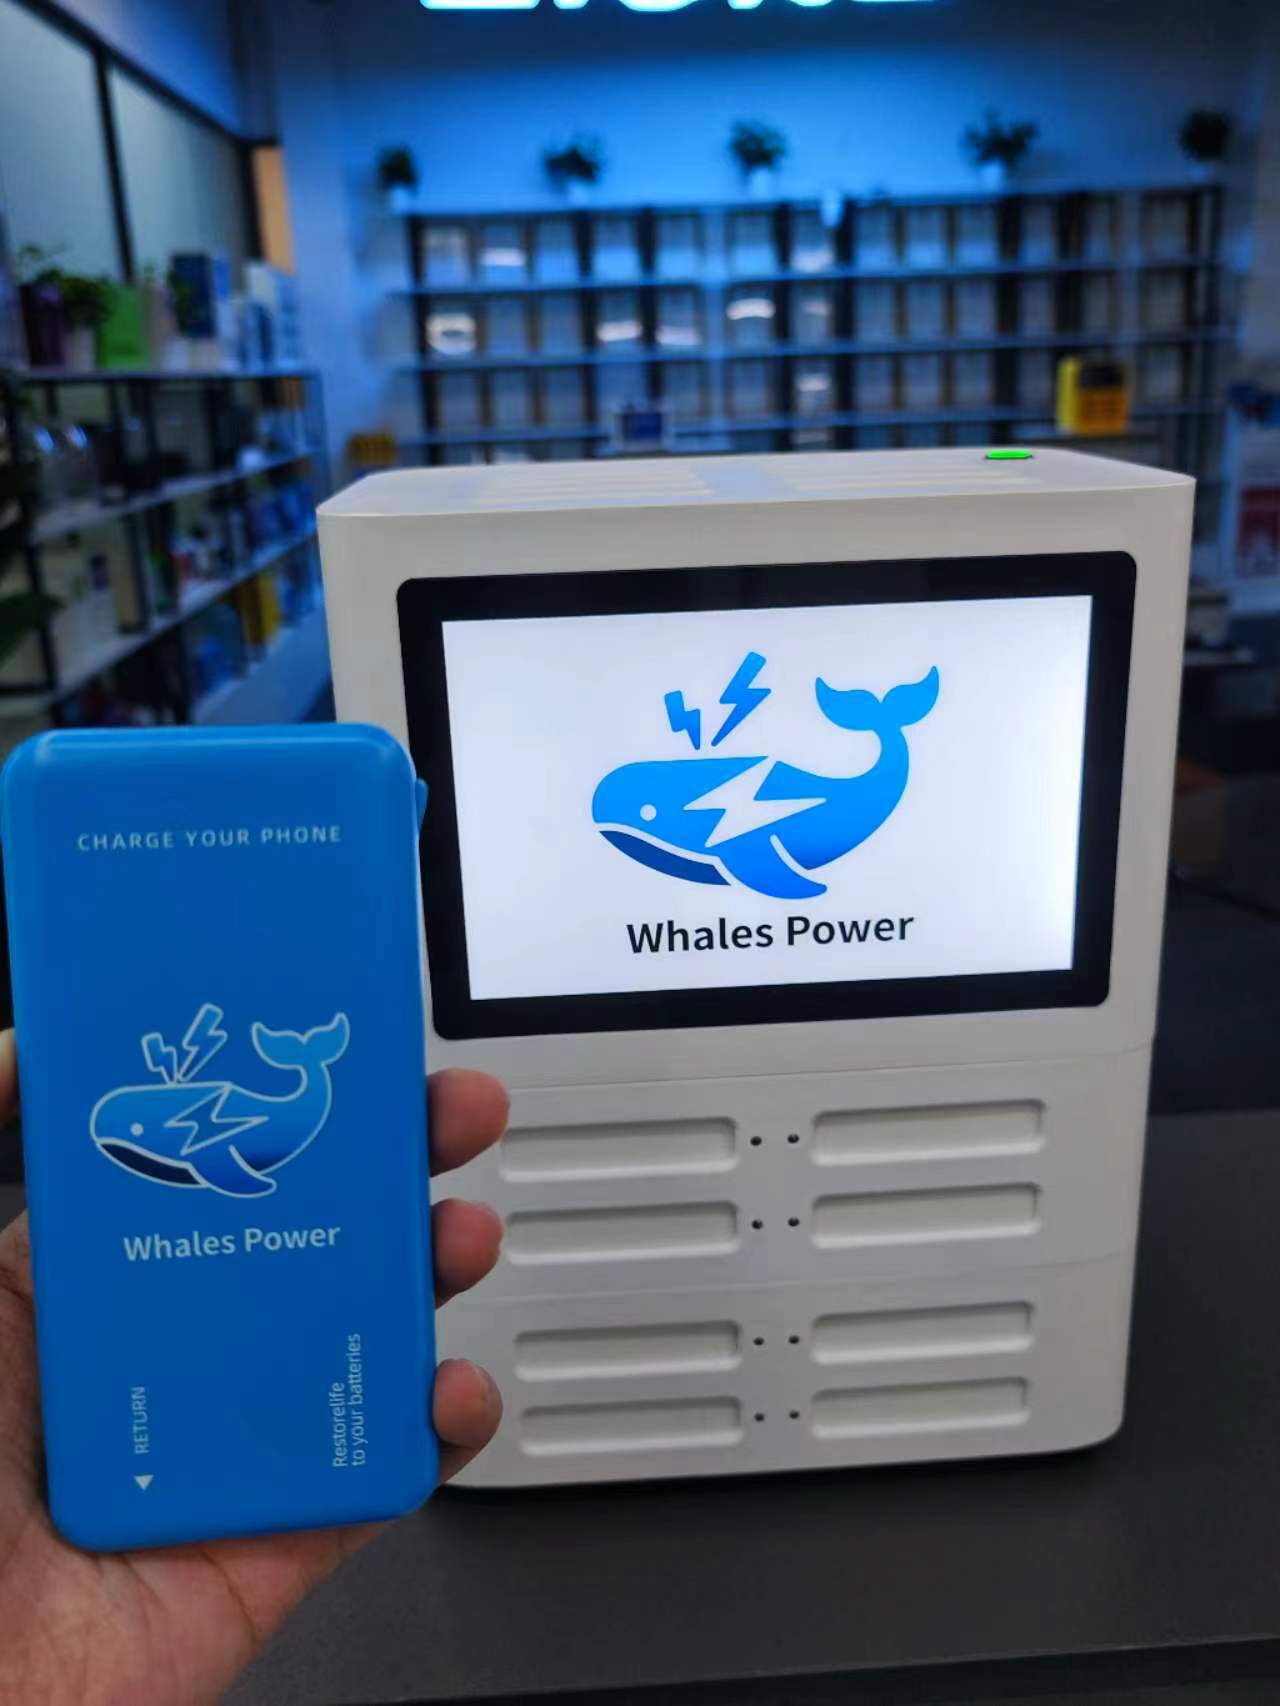 Whales Power
CHARGE YOUR PHONE
Whales Power
RETURN
Restorelife
to your batteries